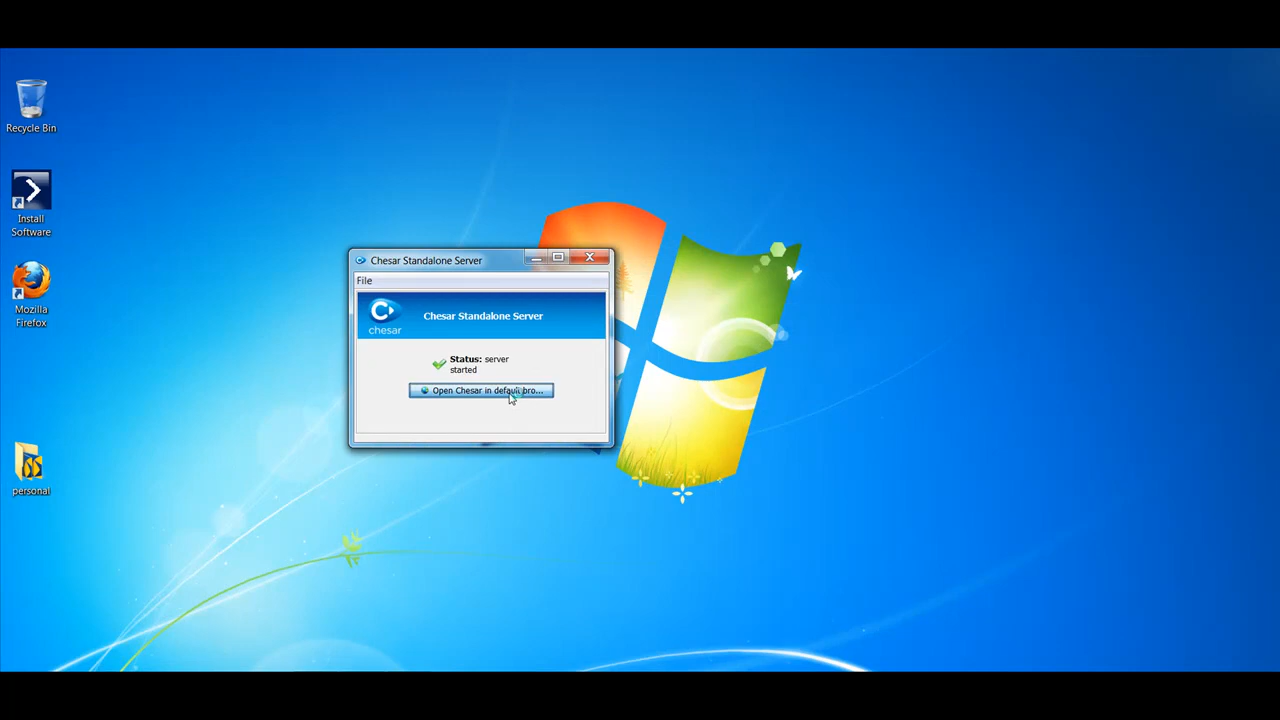 Recycle Bin
Install
Software
Mozilla
Firefox
personal
Chesar Standalone Server
File
chesar
Chesar Standalone Server
Status: server
started
Open Chesar in default bro...